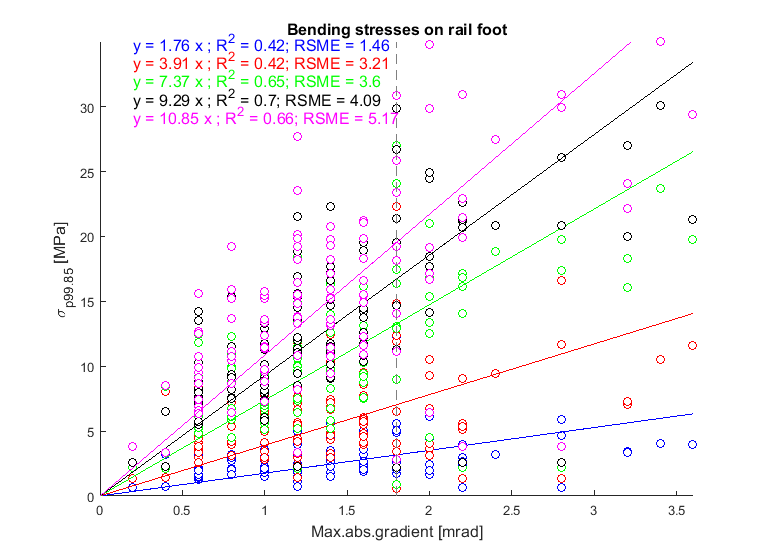 Bending stresses on rail foot
y = 1.76 x ; R² = 0.42; RSME = 1.46
y = 3.91 x ; R² = 0.42; RSME = 3.21
y = 7.37 x ; R² = 0.65; RSME = 3.6
y = 9.29 x ; R² = 0.7; RSME = 4.09
y = 10.85 x ; R² = 0.66; RSME = 5.17
σp99.85 [MPa]
30
25
20
15
10
5
0
0 0.5 1 1.5 2 2.5 3 3.5
Max.abs.gradient [mrad]